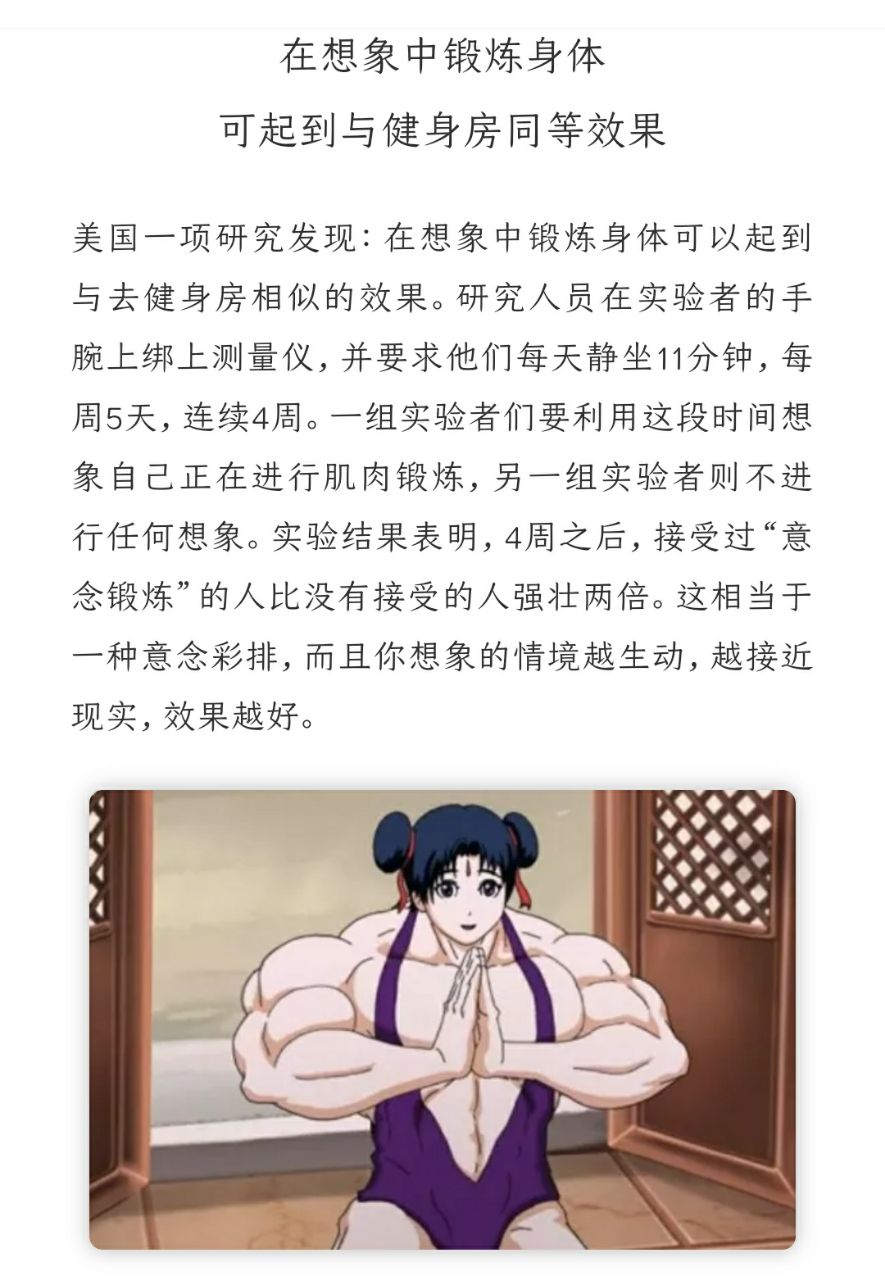 在想象中锻炼身体
可起到与健身房同等效果
美国一项研究发现：在想象中锻炼身体可以起到
与去健身房相似的效果。研究人员在实验者的手
腕上绑上测量仪，并要求他们每天静坐11分钟，每
周5天，连续4周。一组实验者们要利用这段时间想
象自己正在进行肌肉锻炼，另一组实验者则不进
行任何想象。实验结果表明，4周之后，接受过“意
念锻炼”的人比没有接受的人强壮两倍。这相当于
一种意念彩排，而且你想象的情境越生动，越接近
现实，效果越好。